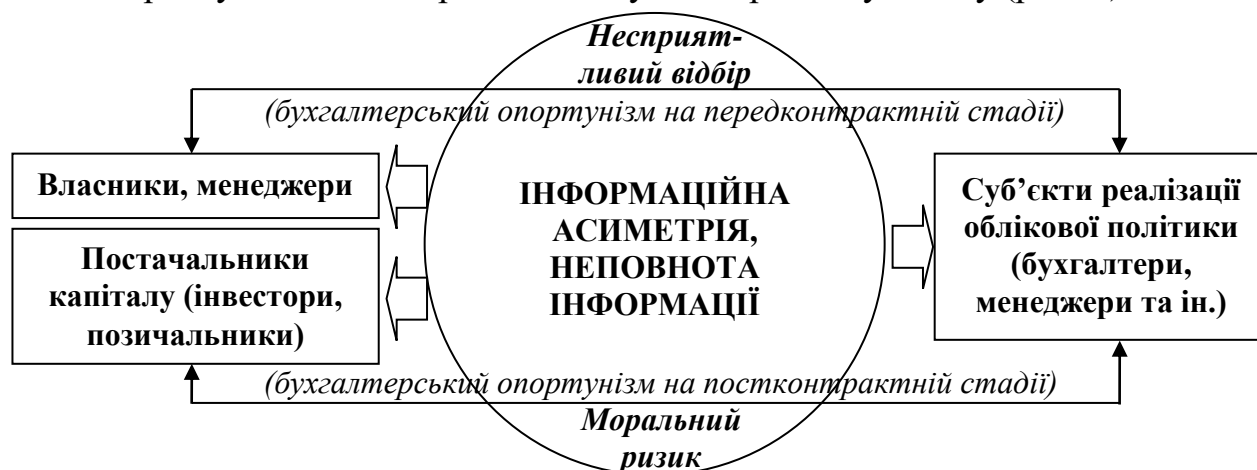 Несприят-
ливий відбір
(бухгалтерський опортунізм на передконтрактній стадії)
Власники, менеджери
Постачальники
капіталу (інвестори,
позичальники)
ІНФОРМАЦІЙНА
АСИМЕТРІЯ,
НЕПОВНОТА
ІНФОРМАЦІЇ
Суб’єкти реалізації
облікової політики
(бухгалтери,
менеджери та ін.)
(бухгалтерський опортунізм на постконтрактній стадії)
Моральний
ризик